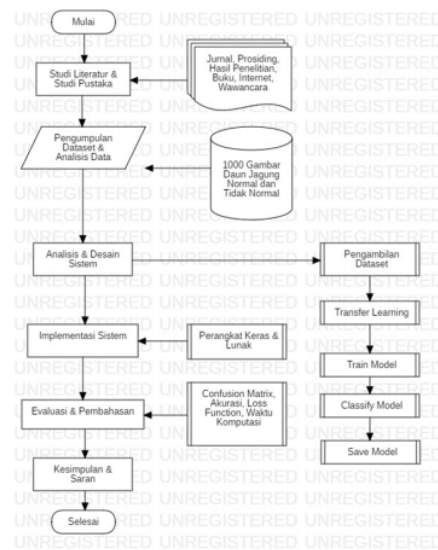 Mulai
Studi Literatur &
Studi Pustaka
Jurnal, Prosiding,
Hasil Penelitian,
Buku, Internet,
Wawancara
Pengumpulan
Dataset &
Analisis Data
1000 Gambar
Daun Jagung
Normal dan
Tidak Normal
Analisis & Desain
Sistem
Pengambilan
Dataset
Transfer Learning
Implementasi Sistem
Perangkat Keras &
Lunak
Train Model
Evaluasi & Pembahasan
Confusion Matrix,
Akurasi, Loss
Function, Waktu
Komputasi
Classify Model
Save Model
Kesimpulan &
Saran
Selesai
UNREGISTERED